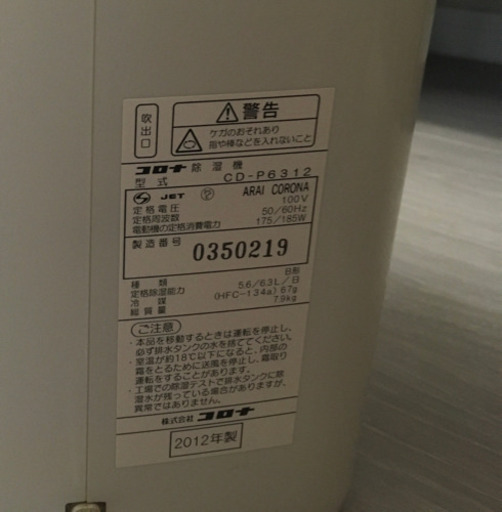 吹出口
警告
ケガのおそれあり
指や棒などを入れないこと
コロナ 除湿機
型式 CD-P6312
JET ARAI CORONA
定格電圧 100V
定格周波数 50/60Hz
電動機の定格消費電力 175/185W
製造番号 0350219
種類 B形
定格除湿能力 5.6/6.3L/日
冷媒 (HFC-134a) 67g
総質量 7.9kg
ご注意
・本品を移動するときは運転を停止し、
必ず排水タンクの水を捨ててください。
・室温が約18℃以下になると、内部の
霜をとるために送風を停止し、霜取り
運転をすることがあります。
・工場での除湿テストで排水タンクに除
湿水が残っている場合がありますが、
異常ではありません。
株式会社 コロナ
2012年製